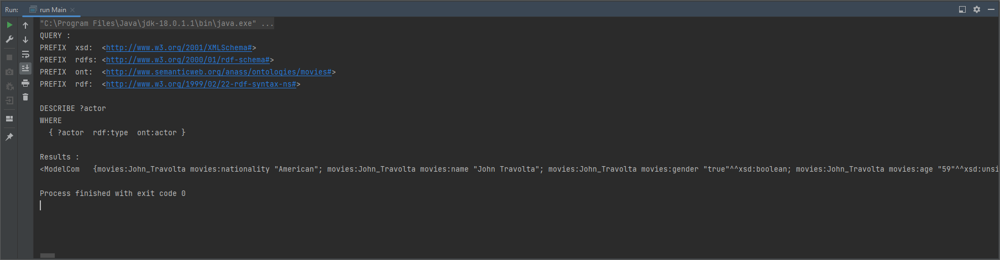 Run: run Main
"C:\Program Files\Java\jdk-18.0.1.1\bin\java.exe" ...
QUERY :
PREFIX  xsd:  <http://www.w3.org/2001/XMLSchema#>
PREFIX  rdfs: <http://www.w3.org/2000/01/rdf-schema#>
PREFIX  ont:  <http://www.semanticweb.org/anass/ontologies/movies#>
PREFIX  rdf:  <http://www.w3.org/1999/02/22-rdf-syntax-ns#>
DESCRIBE ?actor
WHERE
  { ?actor  rdf:type  ont:actor }
Results :
<ModelCom   {movies:John_Travolta movies:nationality "American"; movies:John_Travolta movies:name "John Travolta"; movies:John_Travolta movies:gender "true"^^xsd:boolean; movies:John_Travolta movies:age "59"^^xsd:unsi
Process finished with exit code 0